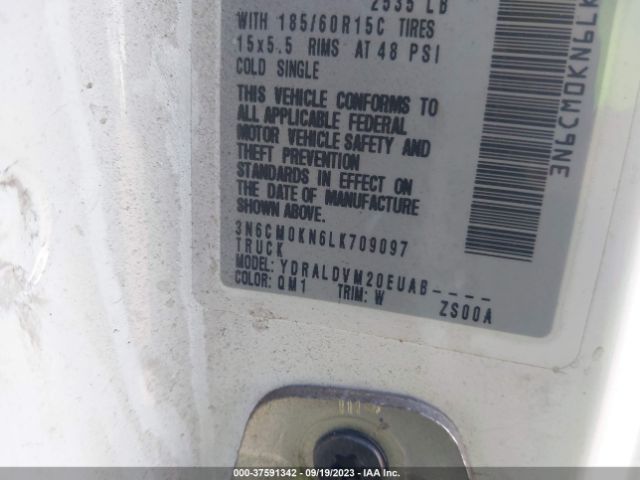 2535 LB
WITH 185/60R15C TIRES
15x5.5 RIMS AT 48 PSI
COLD SINGLE
THIS VEHICLE CONFORMS TO
ALL APPLICABLE FEDERAL
MOTOR VEHICLE SAFETY AND
THEFT PREVENTION
STANDARDS IN EFFECT ON
THE DATE OF MANUFACTURE
SHOWN ABOVE.
3N6CM0KN6LK709097
TRUCK
MODEL: YDRALDVM20EUAB----
COLOR: QM1 TRIM: W ZS00A
3N6CM0KN6LK
000-37591342 - 09/19/2023 - IAA Inc.